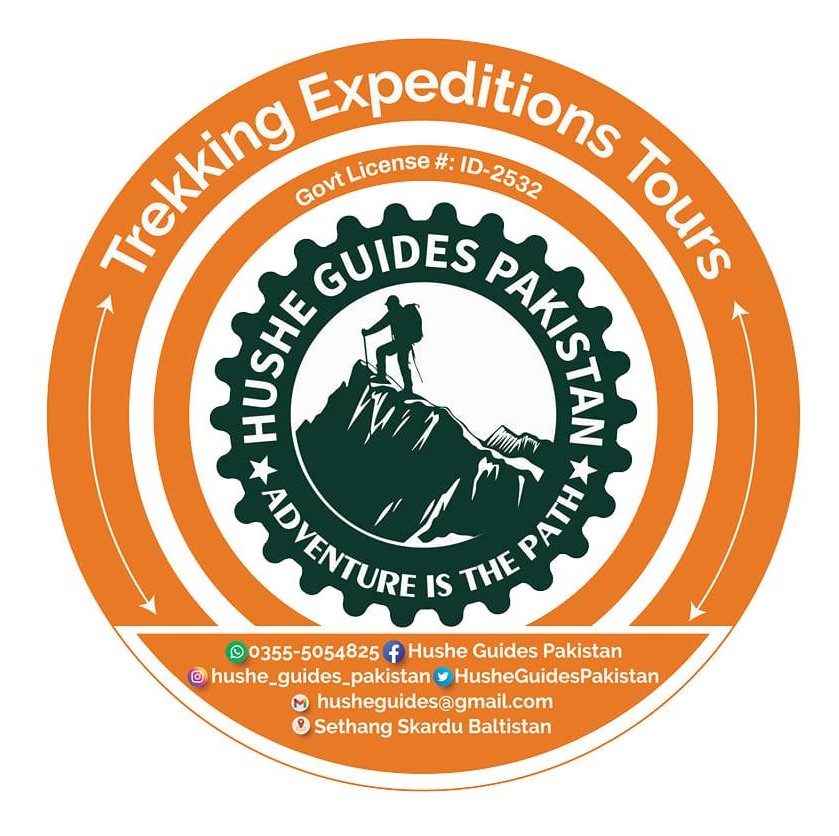 Trekking Expeditions Tours
Govt License #: ID-2532
HUSHE GUIDES PAKISTAN
ADVENTURE IS THE PATH
0355-5054825 Hushe Guides Pakistan
hushe_guides_pakistan HusheGuidesPakistan
husheguides@gmail.com
Sethang Skardu Baltistan